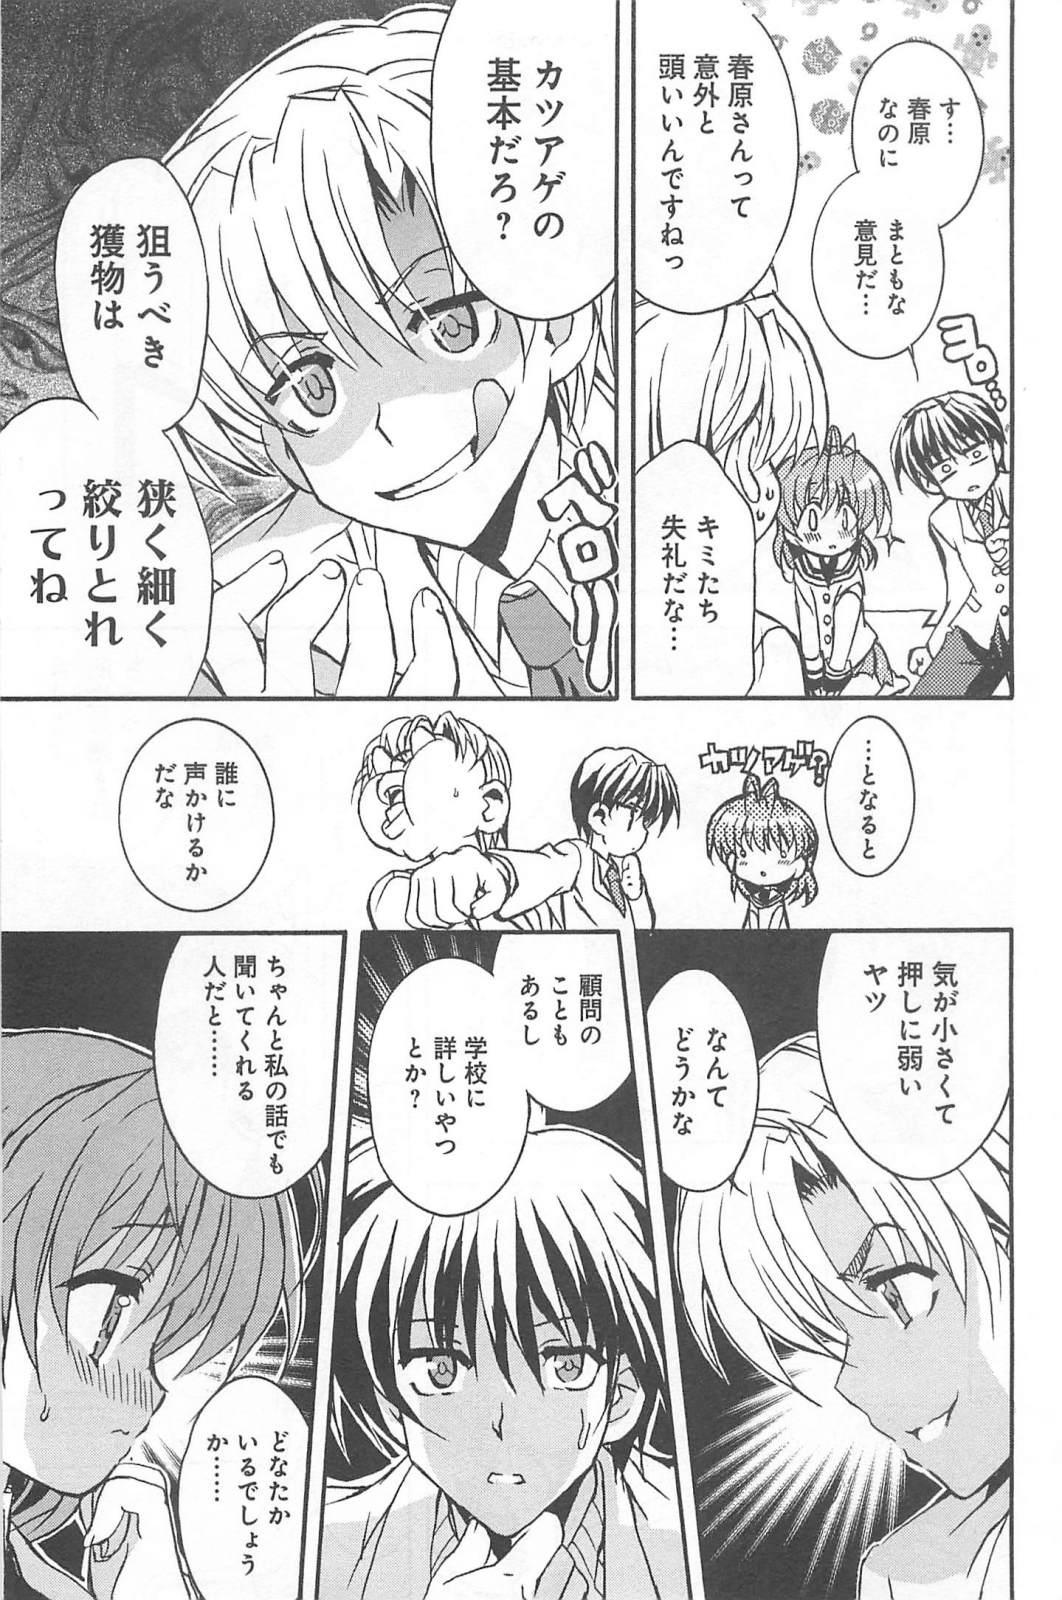 す…
春原
なのに
まともな
意見だ…
ヨロ…
春原さんって
意外と
頭いいんですねっ
キミたち
失礼だな…
カツアゲの
基本だろ？
狙うべき
獲物は
狭く細く
絞りとれ
ってね
ベロー
…となると
カツアゲ？
誰に
声かけるか
だな
気が小さくて
押しに弱い
ヤツ
なんて
どうかな
顧問の
ことも
あるし
学校に
詳しいやつ
とか？
ちゃんと私の話でも
聞いてくれる
人だと……
どなたか
いるでしょう
か……